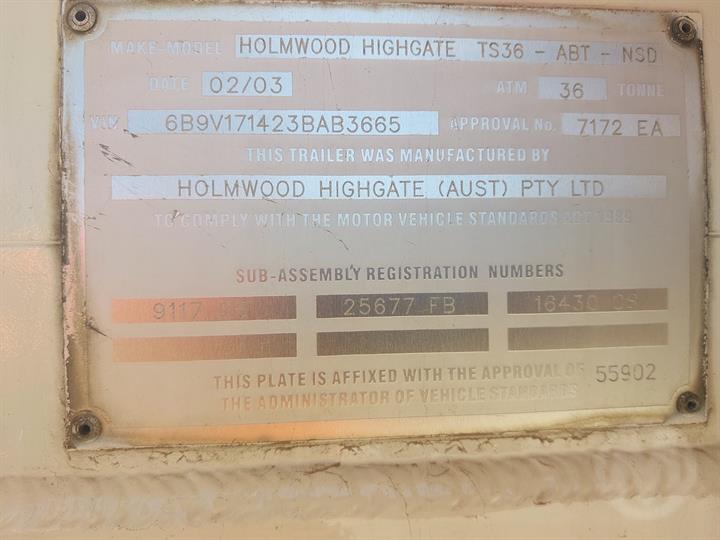 MAKE-MODEL HOLMWOOD HIGHGATE TS36 - ABT - NSD
DATE 02/03 ATM 36 TONNE
VIN 6B9V171423BAB3665 APPROVAL No. 7172 EA
THIS TRAILER WAS MANUFACTURED BY
HOLMWOOD HIGHGATE (AUST) PTY LTD
TO COMPLY WITH THE MOTOR VEHICLE STANDARDS ACT 1989
SUB-ASSEMBLY REGISTRATION NUMBERS
9117 25677 FB 16430 CS
THIS PLATE IS AFFIXED WITH THE APPROVAL OF 55902
THE ADMINISTRATOR OF VEHICLE STANDARDS